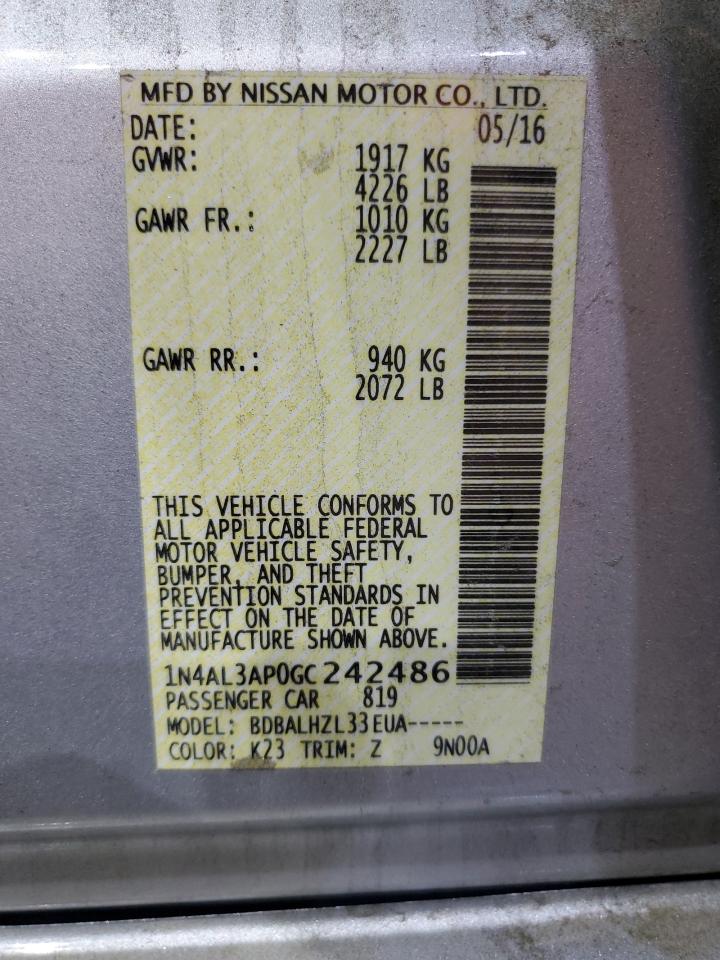 MFD BY NISSAN MOTOR CO., LTD.
DATE: 05/16
GVWR: 1917 KG
4226 LB
GAWR FR.: 1010 KG
2227 LB
GAWR RR.: 940 KG
2072 LB
THIS VEHICLE CONFORMS TO
ALL APPLICABLE FEDERAL
MOTOR VEHICLE SAFETY,
BUMPER, AND THEFT
PREVENTION STANDARDS IN
EFFECT ON THE DATE OF
MANUFACTURE SHOWN ABOVE.
1N4AL3AP0GC242486
PASSENGER CAR 819
MODEL: BDBALHZL33EUA-----
COLOR: K23 TRIM: Z 9N00A